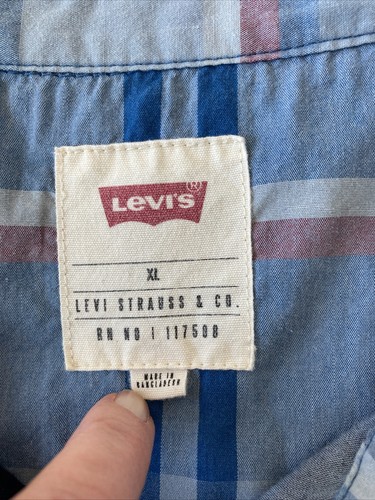 LEVI'S®
XL
LEVI STRAUSS & CO.
RN NO | 117508
MADE IN
BANGLADESH